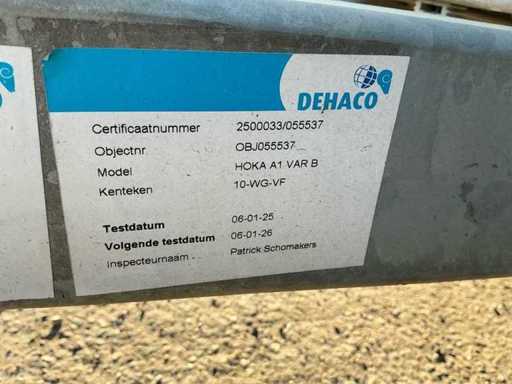 DEHACO
Certificaatnummer 2500033/055537
Objectnr. OBJ055537
Model HOKA A1 VAR B
Kenteken 10-WG-VF
Testdatum 06-01-25
Volgende testdatum 06-01-26
Inspecteurnaam Patrick Schomakers